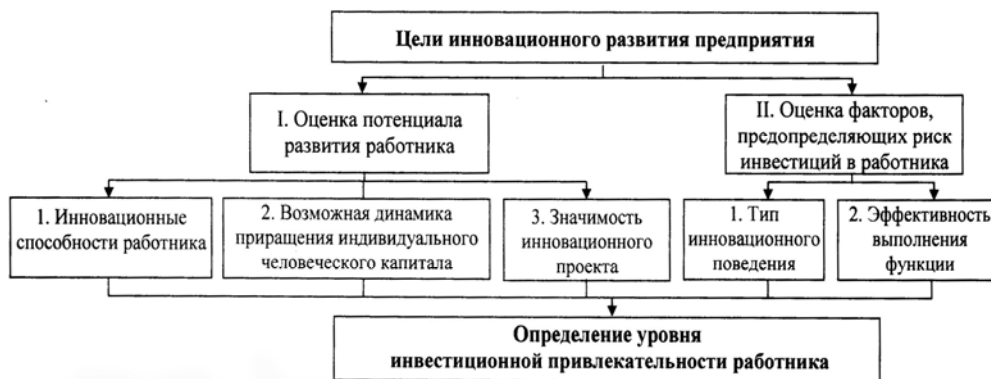 Цели инновационного развития предприятия
I. Оценка потенциала
развития работника
II. Оценка факторов,
предопределяющих риск
инвестиций в работника
1. Инновационные
способности работника
2. Возможная динамика
приращения индивидуального
человеческого капитала
3. Значимость
инновационного
проекта
1. Тип
инновационного
поведения
2. Эффективность
выполнения
функции
Определение уровня
инвестиционной привлекательности работника